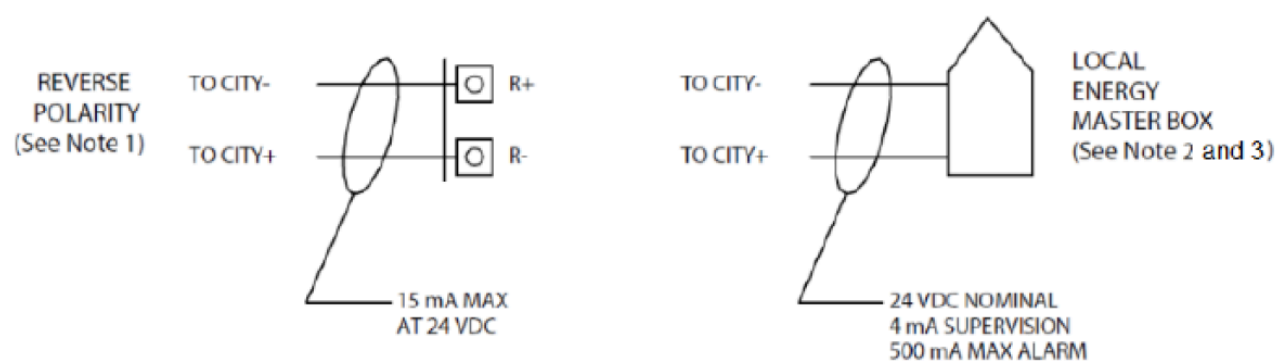 REVERSE
POLARITY
(See Note 1)
TO CITY-
TO CITY+
R+
R-
15 mA MAX
AT 24 VDC
TO CITY-
TO CITY+
LOCAL
ENERGY
MASTER BOX
(See Note 2 and 3)
24 VDC NOMINAL
4 mA SUPERVISION
500 mA MAX ALARM